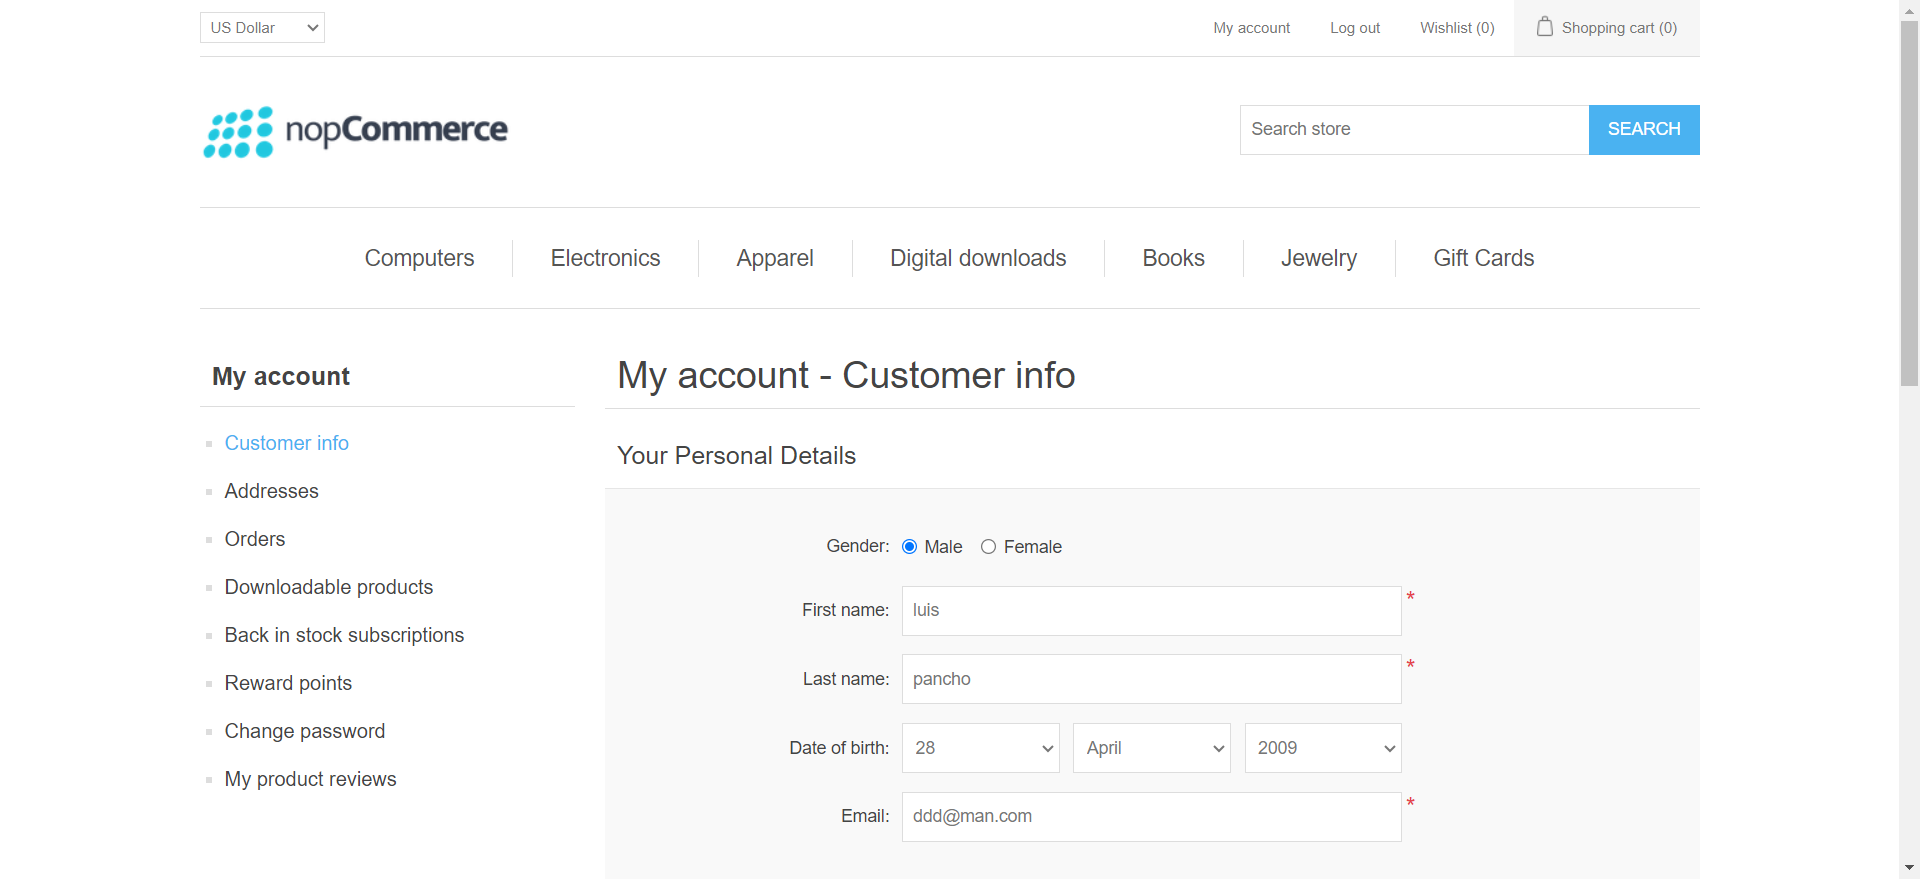 US Dollar My account Log out Wishlist (0) Shopping cart (0)
nopCommerce Search store SEARCH
Computers Electronics Apparel Digital downloads Books Jewelry Gift Cards
My account
Customer info
Addresses
Orders
Downloadable products
Back in stock subscriptions
Reward points
Change password
My product reviews
My account - Customer info
Your Personal Details
Gender: Male Female
First name: luis *
Last name: pancho *
Date of birth: 28 April 2009
Email: ddd@man.com *